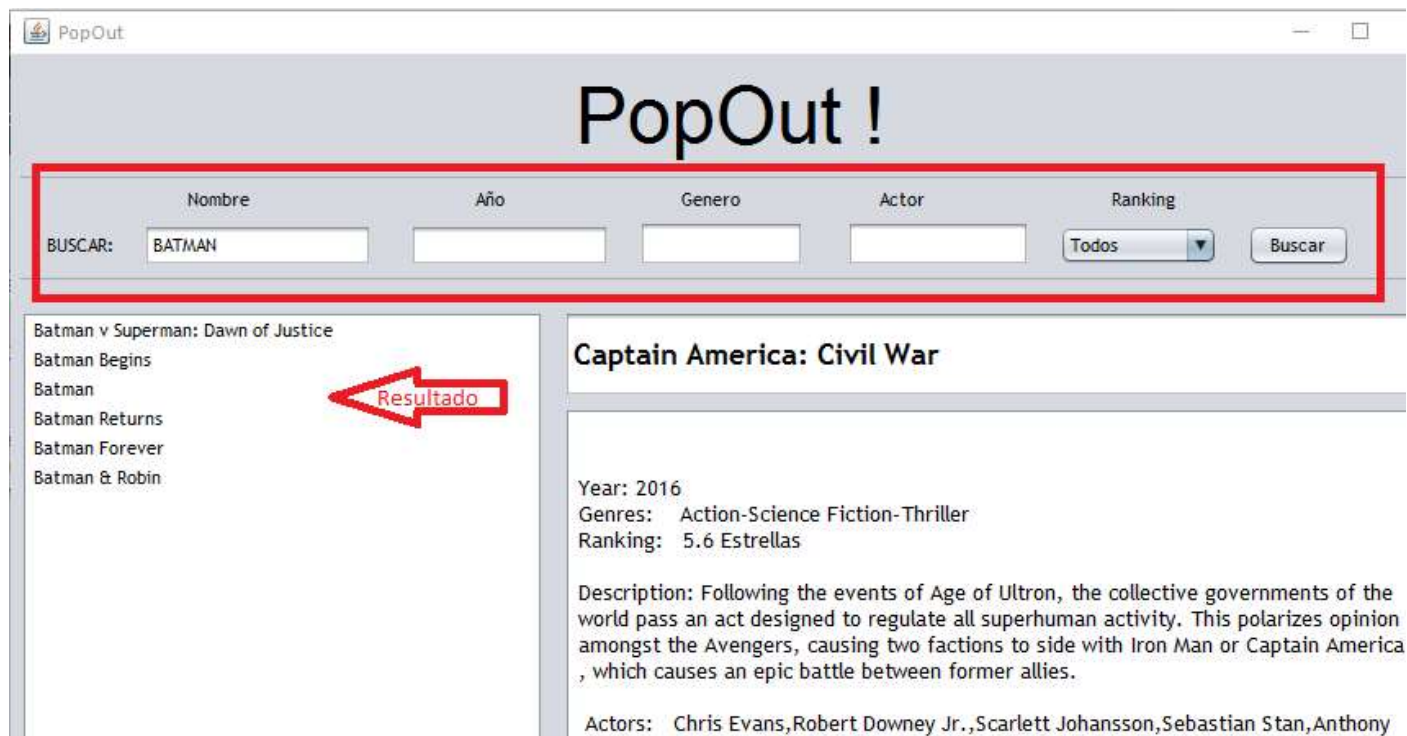 PopOut
PopOut !
Nombre Año Genero Actor Ranking
BUSCAR: BATMAN Todos Buscar
Batman v Superman: Dawn of Justice
Batman Begins
Batman
Batman Returns
Batman Forever
Batman & Robin
Resultado
Captain America: Civil War
Year: 2016
Genres: Action-Science Fiction-Thriller
Ranking: 5.6 Estrellas
Description: Following the events of Age of Ultron, the collective governments of the
world pass an act designed to regulate all superhuman activity. This polarizes opinion
amongst the Avengers, causing two factions to side with Iron Man or Captain America
, which causes an epic battle between former allies.
Actors: Chris Evans,Robert Downey Jr.,Scarlett Johansson,Sebastian Stan,Anthony